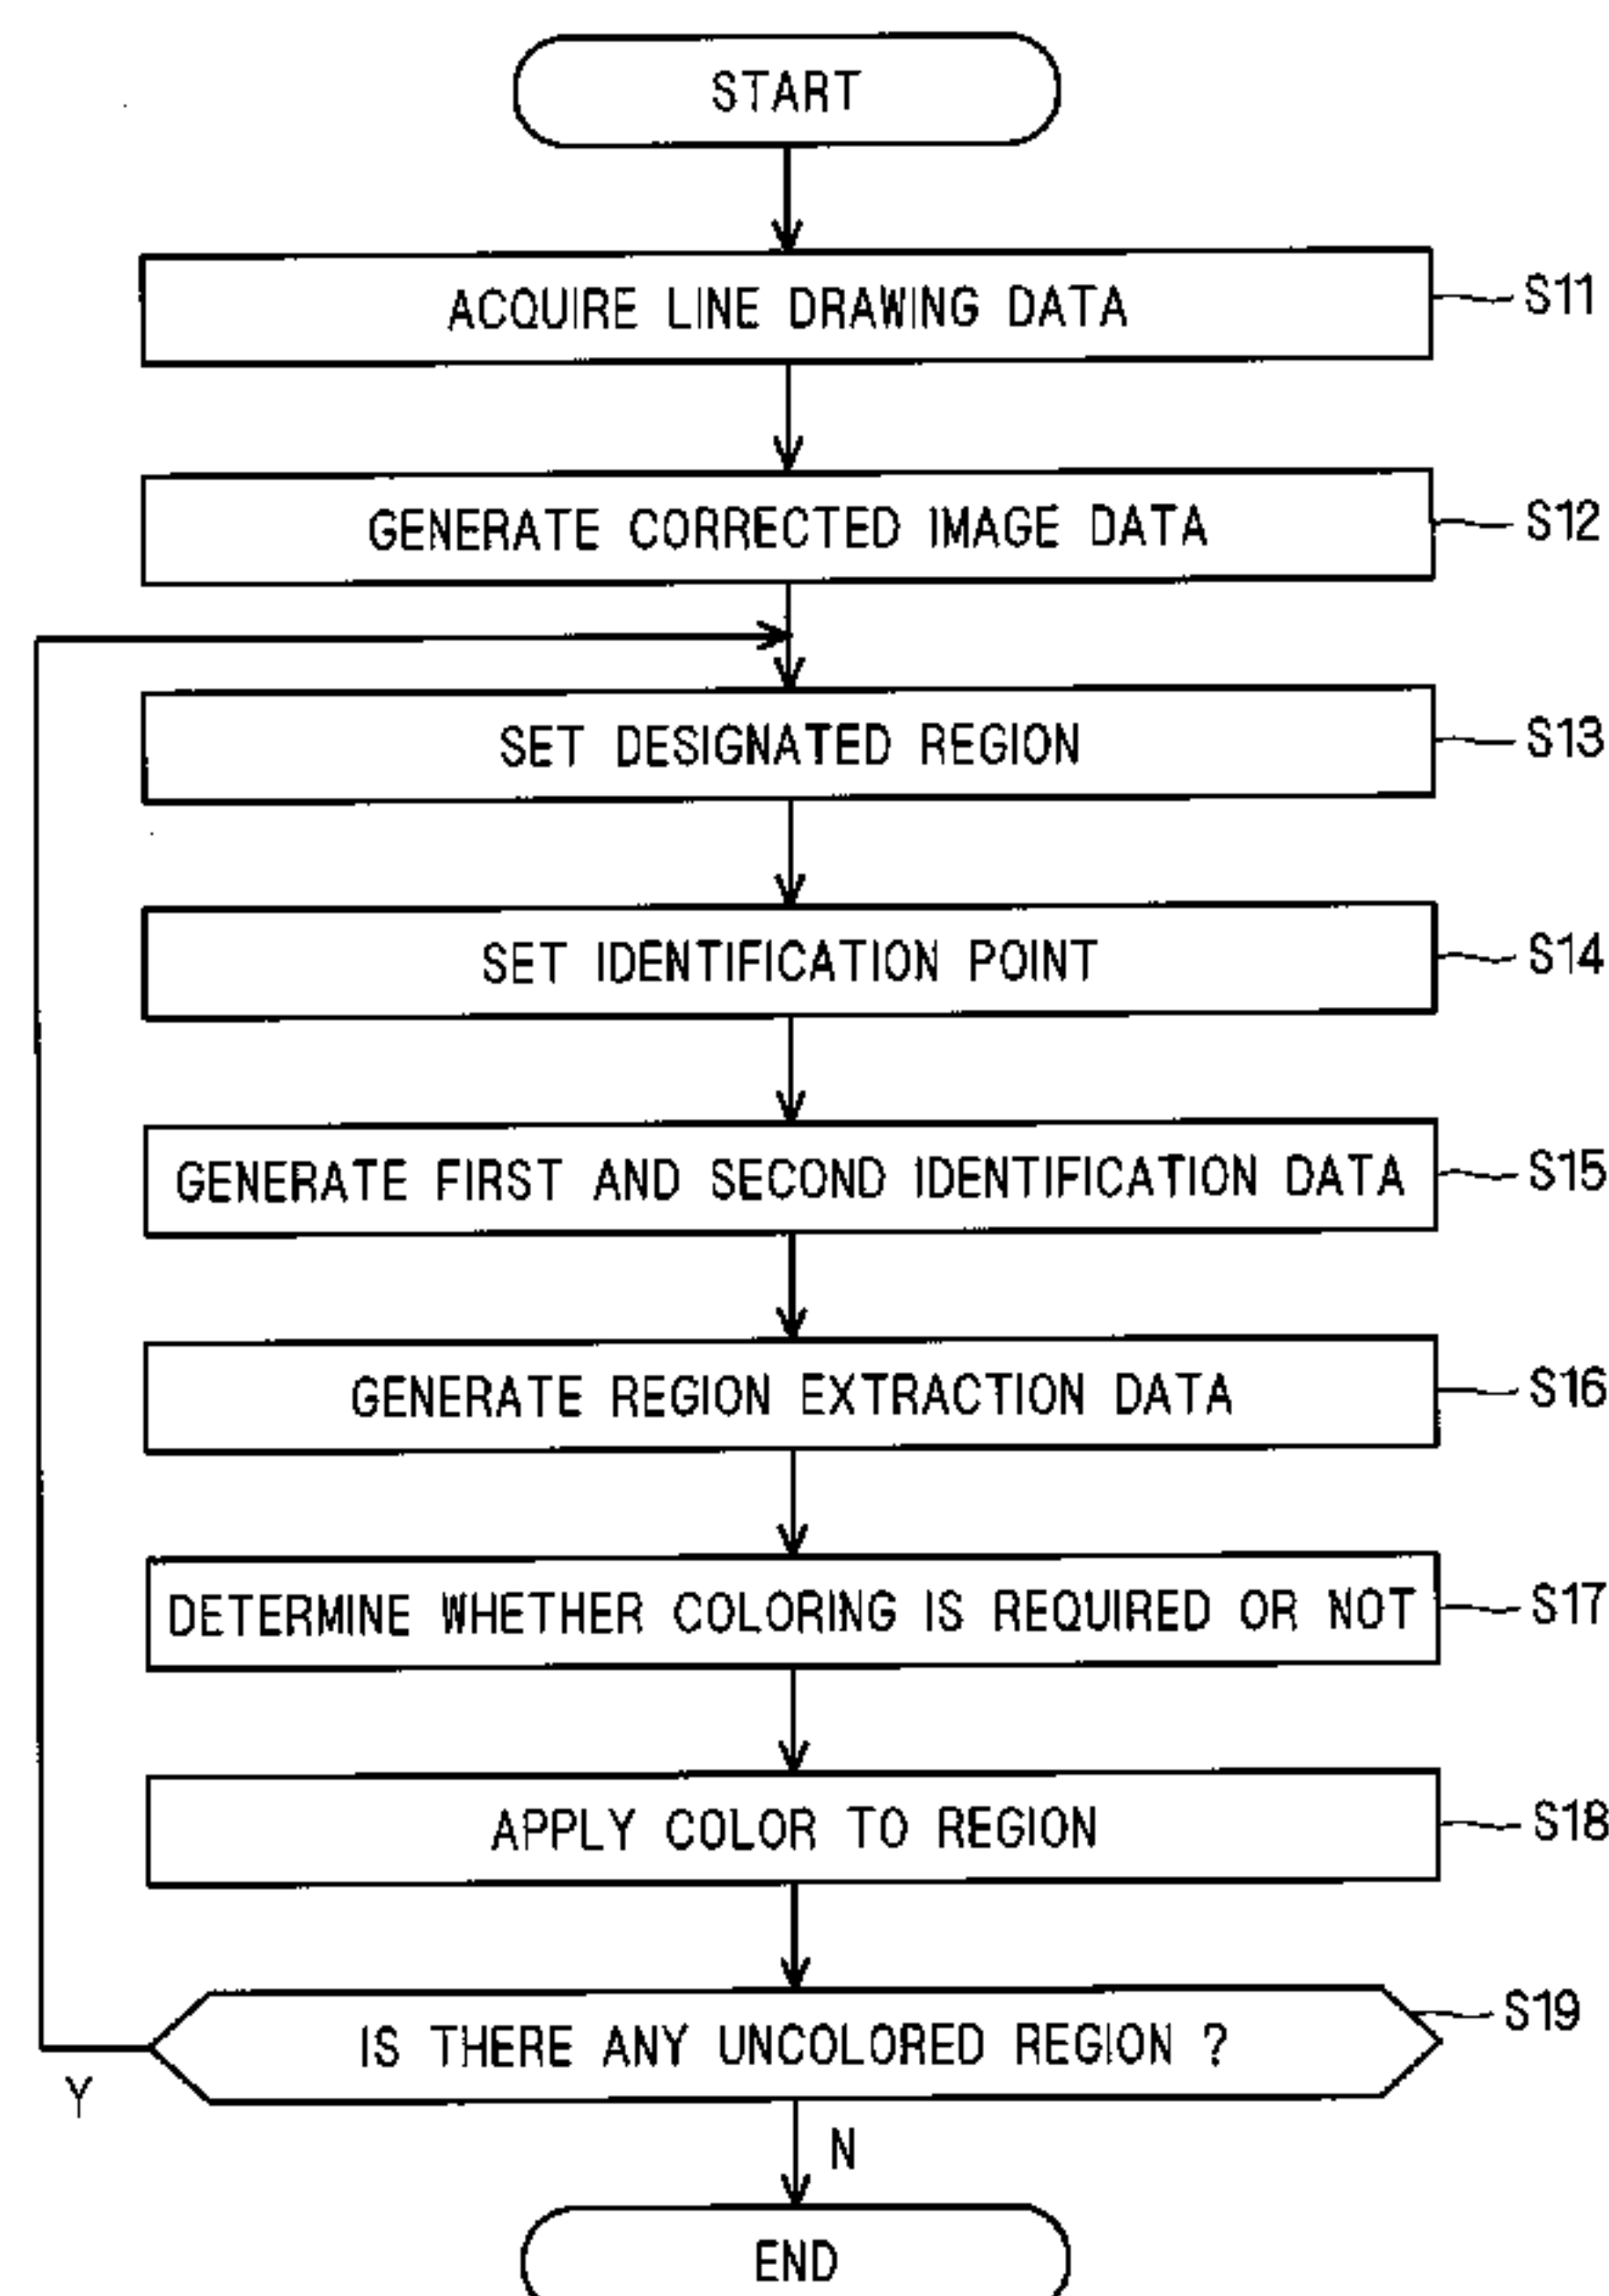 START
ACQUIRE LINE DRAWING DATA
S11
GENERATE CORRECTED IMAGE DATA
S12
SET DESIGNATED REGION
S13
SET IDENTIFICATION POINT
S14
GENERATE FIRST AND SECOND IDENTIFICATION DATA
S15
GENERATE REGION EXTRACTION DATA
S16
DETERMINE WHETHER COLORING IS REQUIRED OR NOT
S17
APPLY COLOR TO REGION
S18
IS THERE ANY UNCOLORED REGION ?
S19
Y
N
END